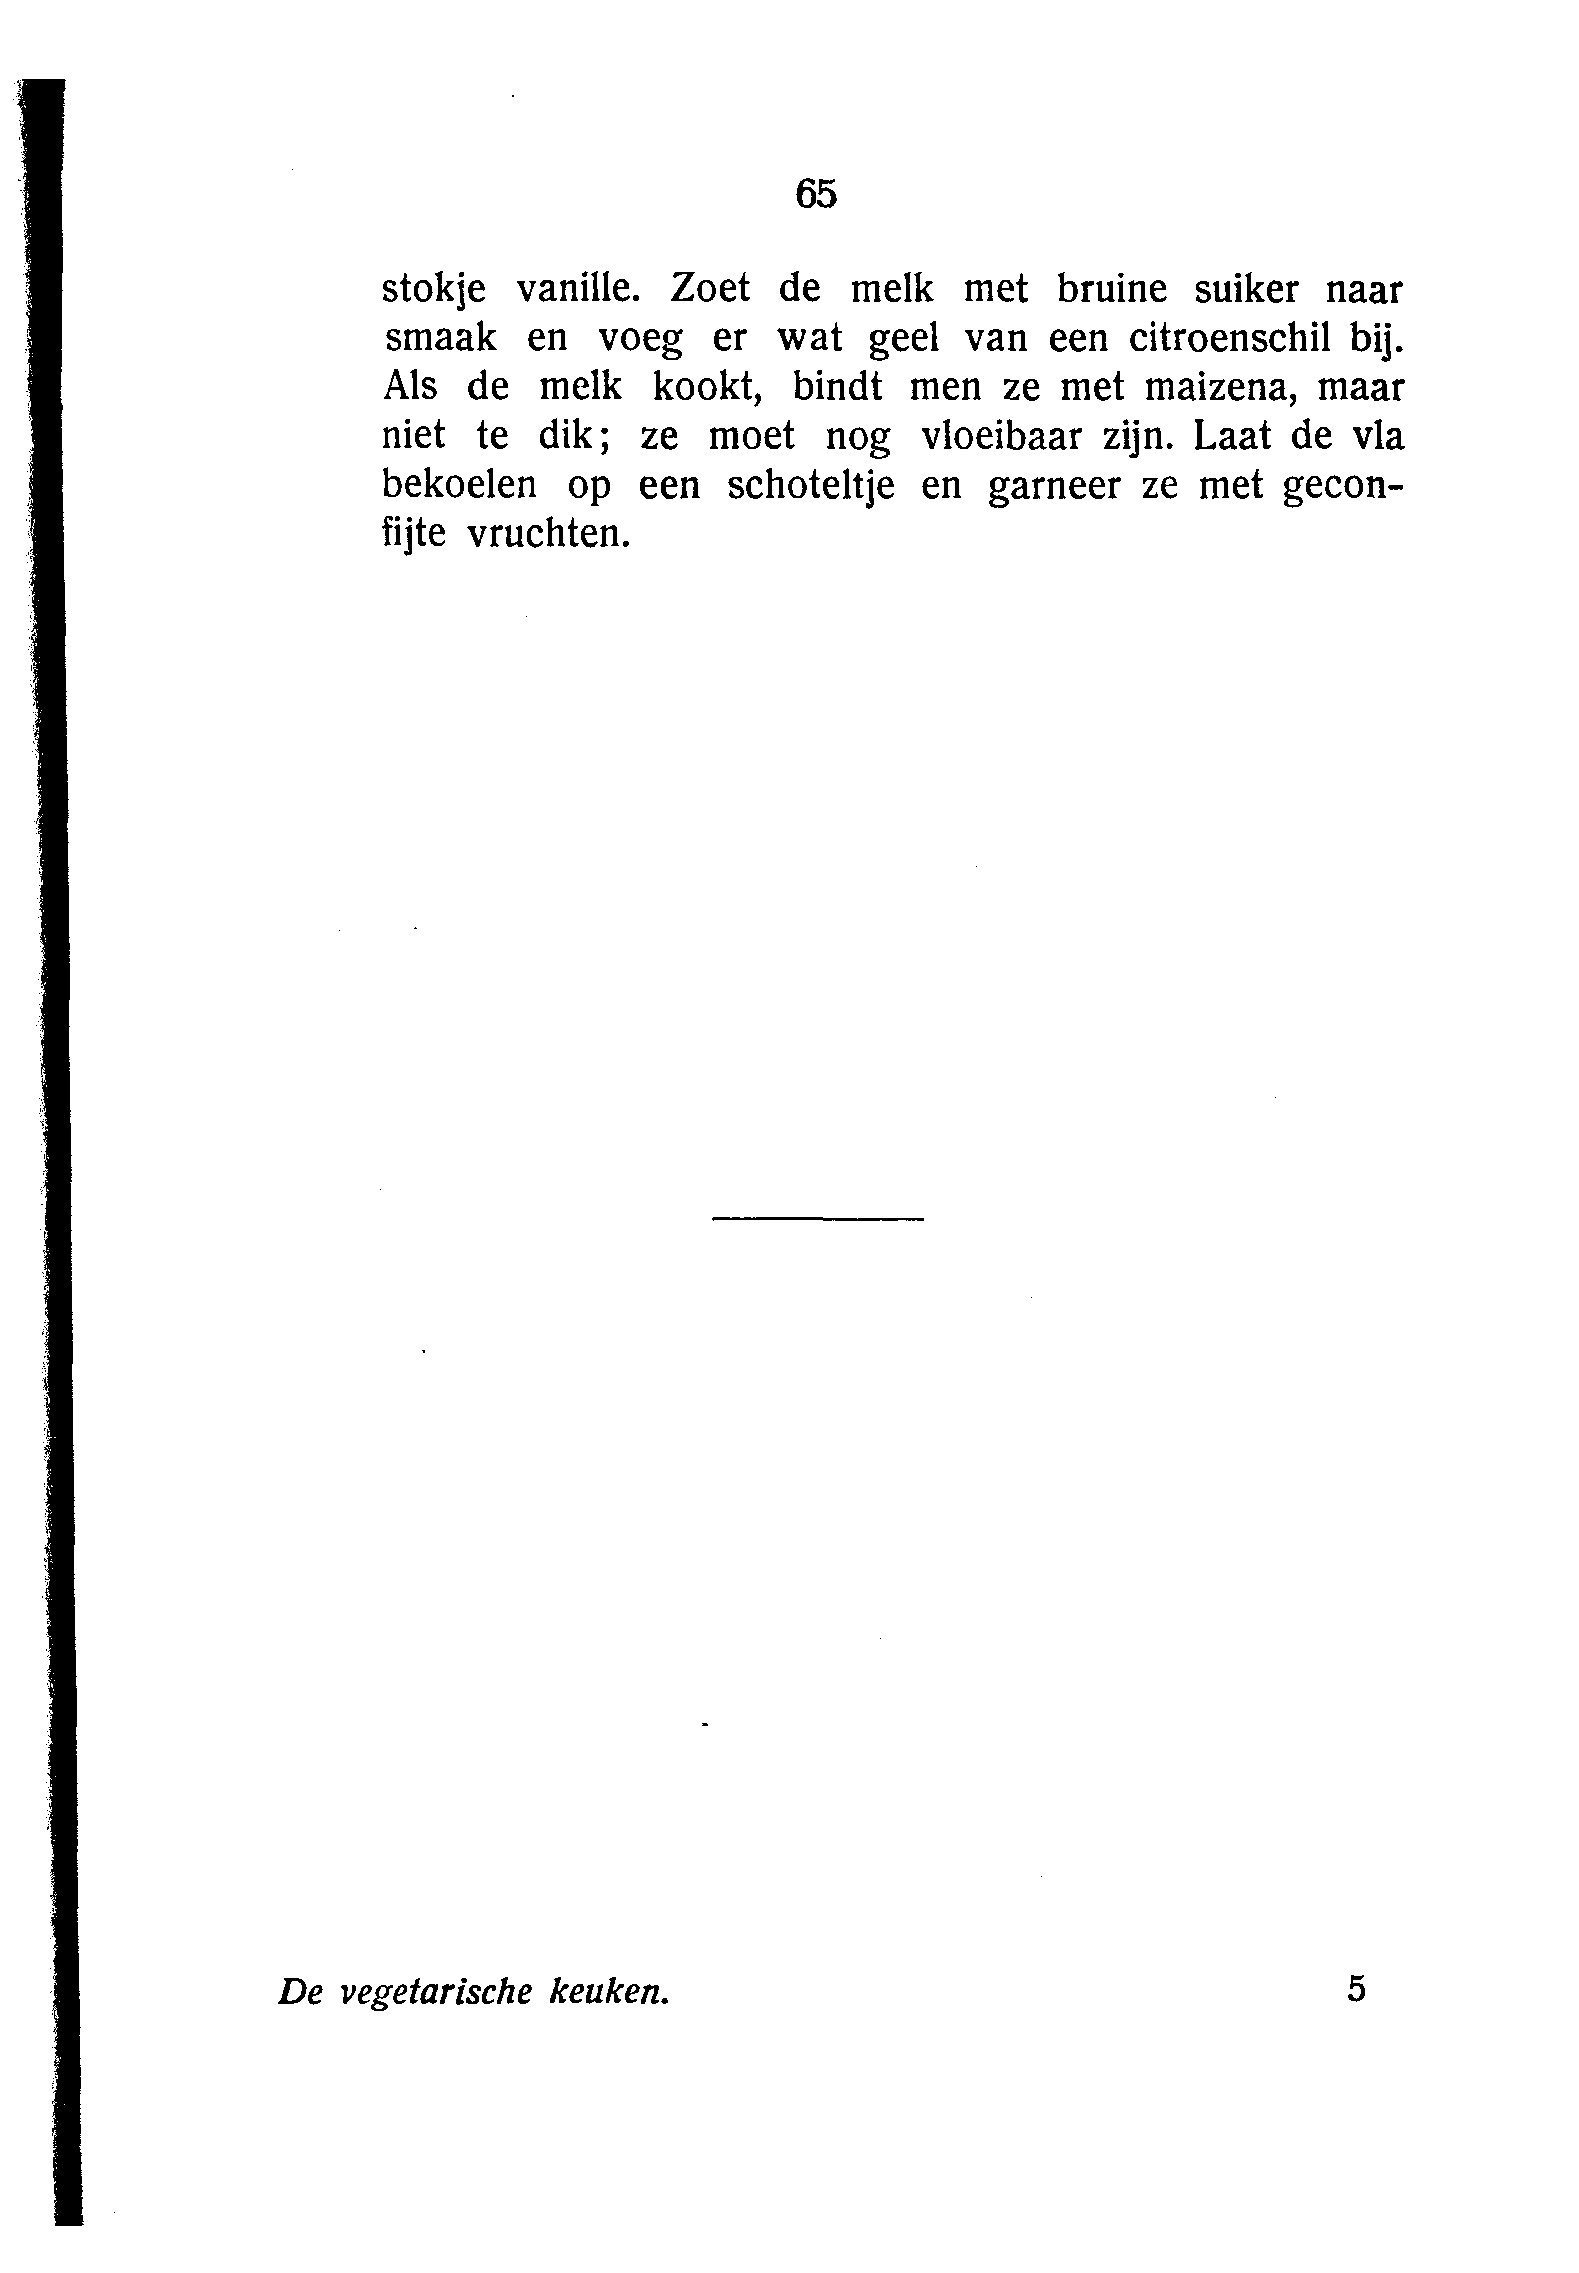 65
stokje vanille. Zoet de melk met bruine suiker naar
smaak en voeg er wat geel van een citroenschil bij.
Als de melk kookt, bindt men ze met maizena, maar
niet te dik; ze moet nog vloeibaar zijn. Laat de vla
bekoelen op een schoteltje en garneer ze met gecon-
fijte vruchten.
De vegetarische keuken. 5